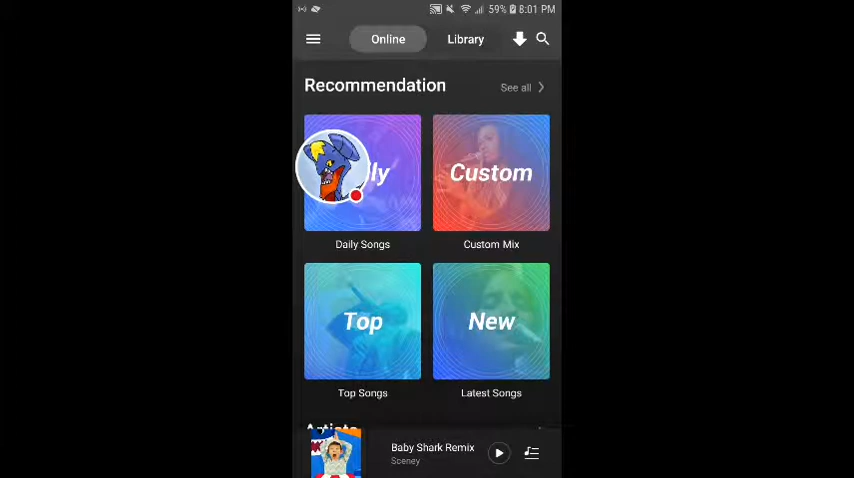 59% 8:01 PM
Online Library
Recommendation See all
ly Custom
Daily Songs Custom Mix
Top New
Top Songs Latest Songs
Artists
Baby Shark Remix
Sceney